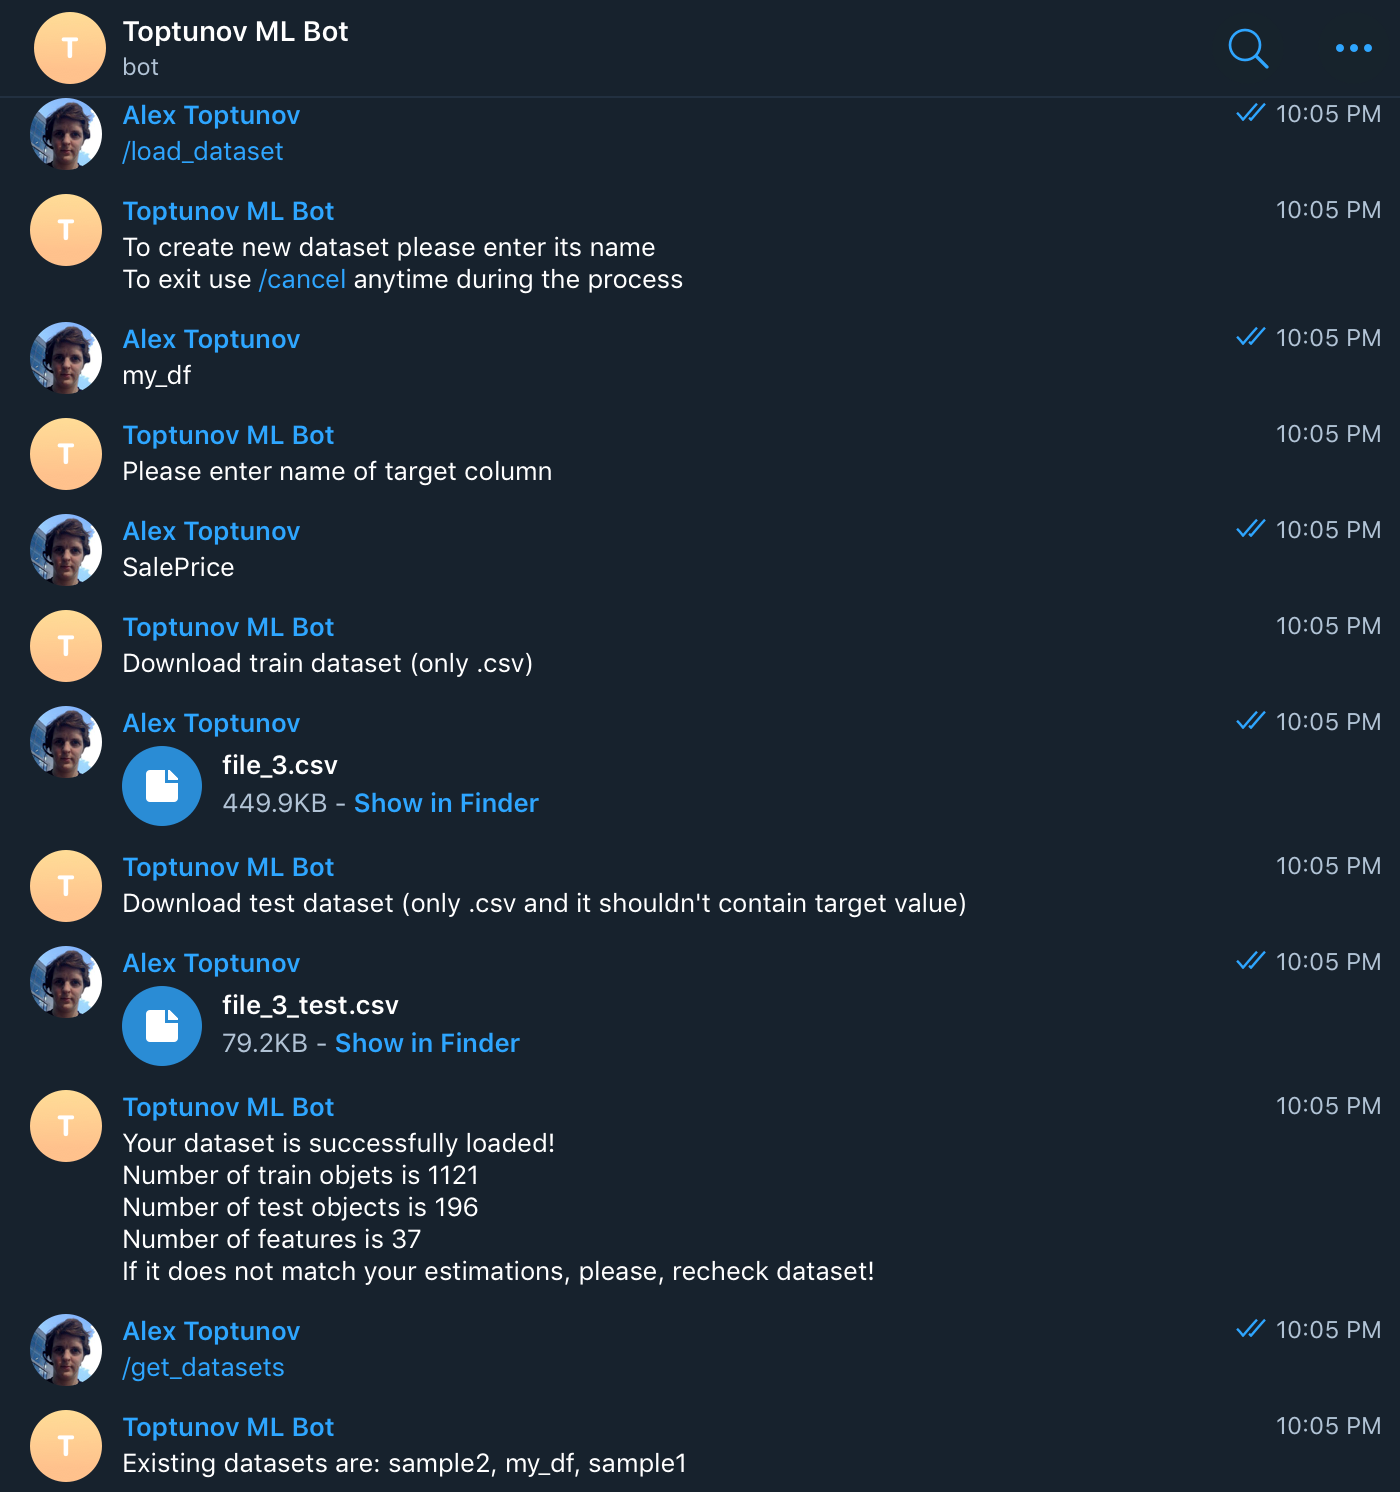 T
Toptunov ML Bot
bot
Alex Toptunov
10:05 PM
/load_dataset
T
Toptunov ML Bot
10:05 PM
To create new dataset please enter its name
To exit use /cancel anytime during the process
Alex Toptunov
10:05 PM
my_df
T
Toptunov ML Bot
10:05 PM
Please enter name of target column
Alex Toptunov
10:05 PM
SalePrice
T
Toptunov ML Bot
10:05 PM
Download train dataset (only .csv)
Alex Toptunov
10:05 PM
file_3.csv
449.9KB - Show in Finder
T
Toptunov ML Bot
10:05 PM
Download test dataset (only .csv and it shouldn't contain target value)
Alex Toptunov
10:05 PM
file_3_test.csv
79.2KB - Show in Finder
T
Toptunov ML Bot
10:05 PM
Your dataset is successfully loaded!
Number of train objets is 1121
Number of test objects is 196
Number of features is 37
If it does not match your estimations, please, recheck dataset!
Alex Toptunov
10:05 PM
/get_datasets
T
Toptunov ML Bot
10:05 PM
Existing datasets are: sample2, my_df, sample1